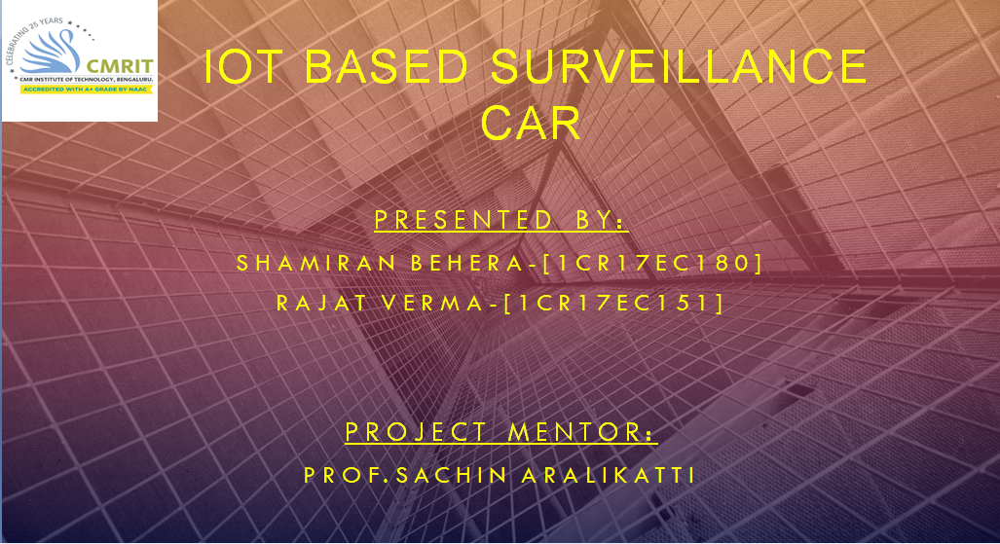 CELEBRATING 25 YEARS
CMRIT
CMR INSTITUTE OF TECHNOLOGY, BENGALURU.
ACCREDITED WITH A+ GRADE BY NAAC
IOT BASED SURVEILLANCE
CAR
PRESENTED BY:
SHAMIRAN BEHERA-[1CR17EC180]
RAJAT VERMA-[1CR17EC151]
PROJECT MENTOR:
PROF.SACHIN ARALIKATTI